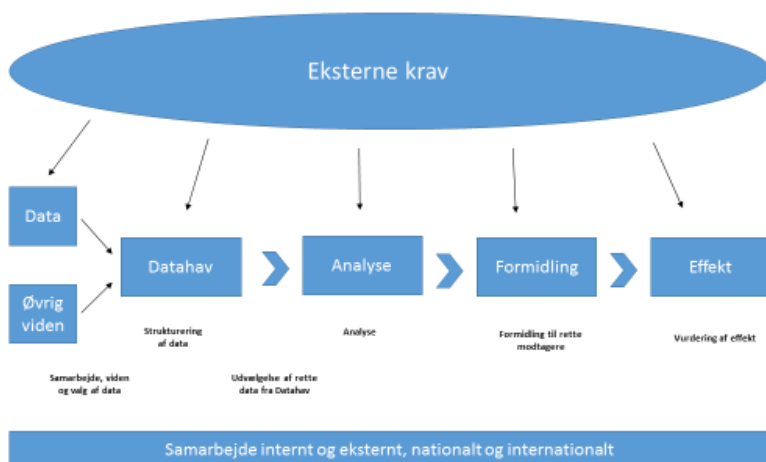 Eksterne krav
Data
Øvrig
viden
Datahav
Analyse
Formidling
Effekt
Strukturering
af data
Analyse
Formidling til rette
modtagere
Vurdering af effekt
Samarbejde, viden
og valg af data
Udvælgelse af rette
data fra Datahav
Samarbejde internt og eksternt, nationalt og internationalt